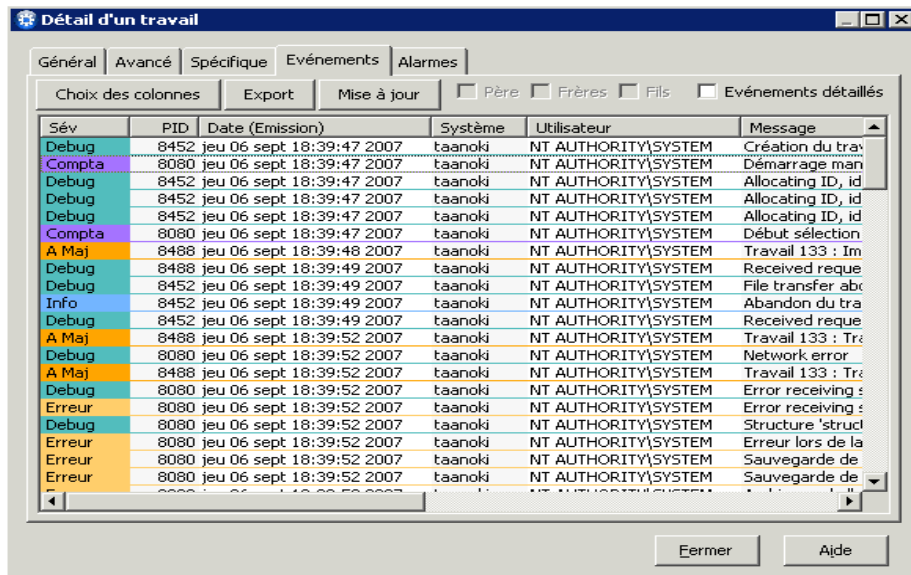 Détail d'un travail
Général Avancé Spécifique Evénements Alarmes
Choix des colonnes Export Mise à jour Père Frères Fils Evénements détaillés
Sév PID Date (Emission) Système Utilisateur Message
Debug 8452 jeu 06 sept 18:39:47 2007 taanoki NT AUTHORITY\SYSTEM Création du trav
Compta 8080 jeu 06 sept 18:39:47 2007 taanoki NT AUTHORITY\SYSTEM Démarrage man
Debug 8452 jeu 06 sept 18:39:47 2007 taanoki NT AUTHORITY\SYSTEM Allocating ID, id
Debug 8452 jeu 06 sept 18:39:47 2007 taanoki NT AUTHORITY\SYSTEM Allocating ID, id
Debug 8452 jeu 06 sept 18:39:47 2007 taanoki NT AUTHORITY\SYSTEM Allocating ID, id
Compta 8080 jeu 06 sept 18:39:47 2007 taanoki NT AUTHORITY\SYSTEM Début sélection
A Maj 8488 jeu 06 sept 18:39:48 2007 taanoki NT AUTHORITY\SYSTEM Travail 133 : Im
Debug 8488 jeu 06 sept 18:39:49 2007 taanoki NT AUTHORITY\SYSTEM Received reque
Debug 8452 jeu 06 sept 18:39:49 2007 taanoki NT AUTHORITY\SYSTEM File transfer abo
Info 8452 jeu 06 sept 18:39:49 2007 taanoki NT AUTHORITY\SYSTEM Abandon du tra
Debug 8452 jeu 06 sept 18:39:49 2007 taanoki NT AUTHORITY\SYSTEM Received reque
A Maj 8488 jeu 06 sept 18:39:52 2007 taanoki NT AUTHORITY\SYSTEM Travail 133 : Tra
Debug 8080 jeu 06 sept 18:39:52 2007 taanoki NT AUTHORITY\SYSTEM Network error
A Maj 8488 jeu 06 sept 18:39:52 2007 taanoki NT AUTHORITY\SYSTEM Travail 133 : Tra
Debug 8080 jeu 06 sept 18:39:52 2007 taanoki NT AUTHORITY\SYSTEM Error receiving s
Erreur 8080 jeu 06 sept 18:39:52 2007 taanoki NT AUTHORITY\SYSTEM Error receiving s
Debug 8080 jeu 06 sept 18:39:52 2007 taanoki NT AUTHORITY\SYSTEM Structure 'struct
Erreur 8080 jeu 06 sept 18:39:52 2007 taanoki NT AUTHORITY\SYSTEM Erreur lors de la
Erreur 8080 jeu 06 sept 18:39:52 2007 taanoki NT AUTHORITY\SYSTEM Sauvegarde de
Erreur 8080 jeu 06 sept 18:39:52 2007 taanoki NT AUTHORITY\SYSTEM Sauvegarde de
Fermer Aide